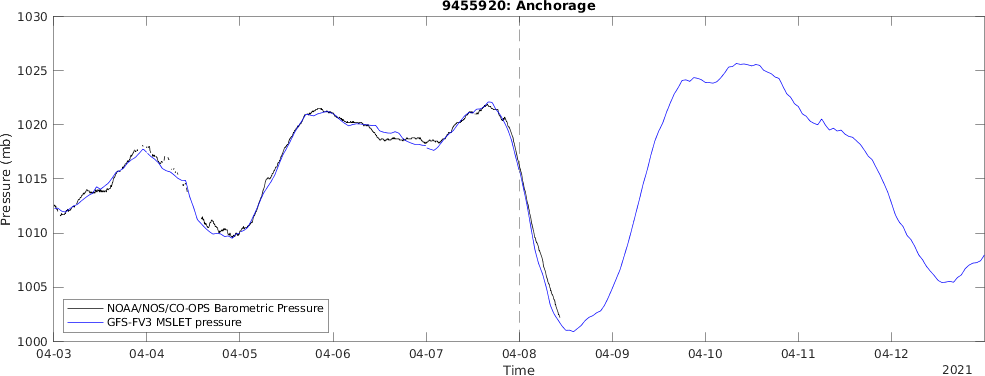 9455920: Anchorage
1030
1025
1020
1015
1010
1005
1000
Pressure (mb)
NOAA/NOS/CO-OPS Barometric Pressure
GFS-FV3 MSLET pressure
04-03 04-04 04-05 04-06 04-07 04-08 04-09 04-10 04-11 04-12
Time
2021